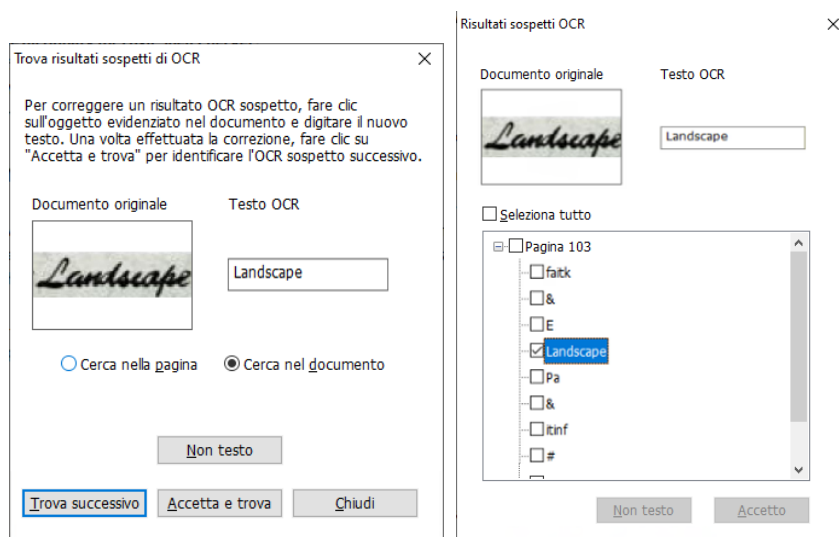 Trova risultati sospetti di OCR
Per correggere un risultato OCR sospetto, fare clic
sull'oggetto evidenziato nel documento e digitare il nuovo
testo. Una volta effettuata la correzione, fare clic su
"Accetta e trova" per identificare l'OCR sospetto successivo.
Documento originale Testo OCR
Landscape Landscape
Cerca nella pagina Cerca nel documento
Non testo
Trova successivo Accetta e trova Chiudi
Risultati sospetti OCR
Documento originale Testo OCR
Landscape Landscape
Seleziona tutto
Pagina 103
faitk
&
E
Landscape
Pa
&
itinf
#
Non testo Accetto